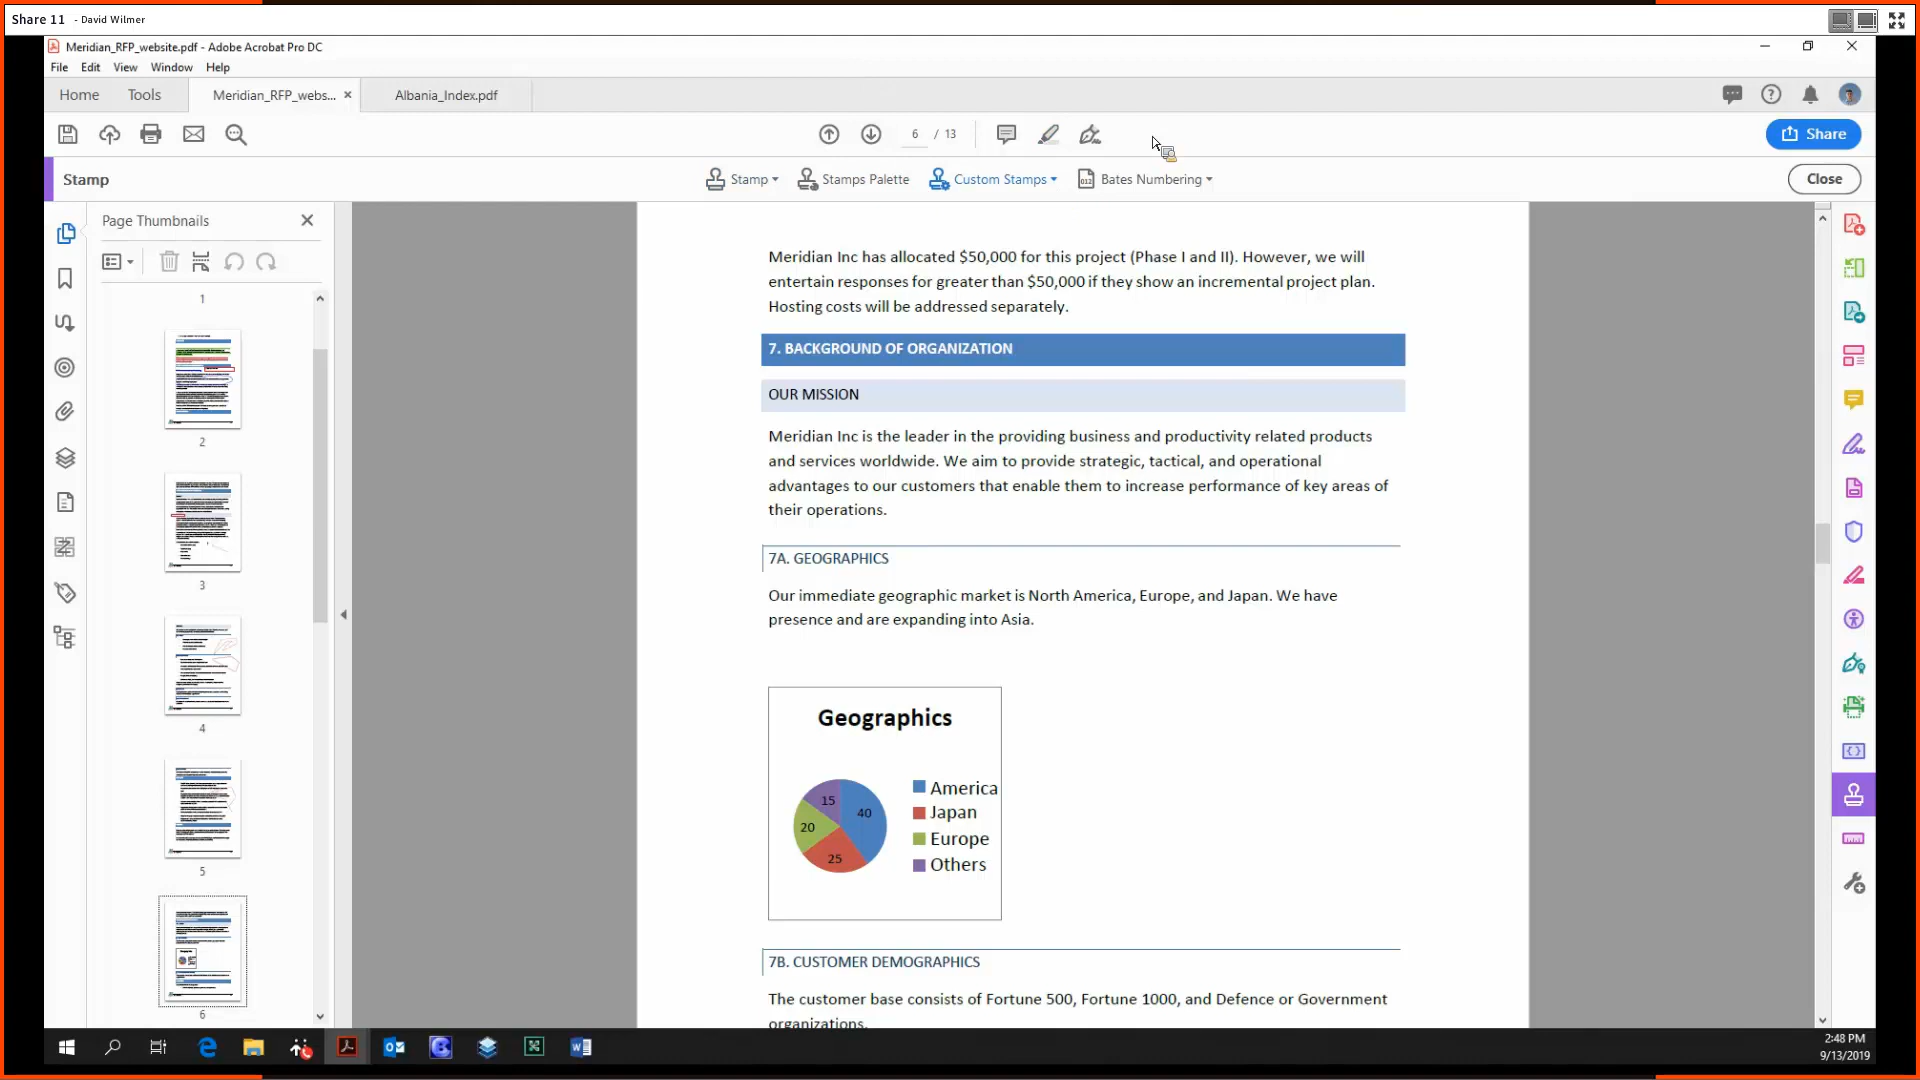 Share 11 - David Wilmer
Meridian_RFP_website.pdf - Adobe Acrobat Pro DC
File Edit View Window Help
Home Tools Meridian_RFP_webs... × Albania_Index.pdf
6 / 13
Share
Stamp
Stamp Stamps Palette Custom Stamps Bates Numbering
Close
Page Thumbnails
1
2
3
4
5
6
Meridian Inc has allocated $50,000 for this project (Phase I and II). However, we will
entertain responses for greater than $50,000 if they show an incremental project plan.
Hosting costs will be addressed separately.
7. BACKGROUND OF ORGANIZATION
OUR MISSION
Meridian Inc is the leader in the providing business and productivity related products
and services worldwide. We aim to provide strategic, tactical, and operational
advantages to our customers that enable them to increase performance of key areas of
their operations.
7A. GEOGRAPHICS
Our immediate geographic market is North America, Europe, and Japan. We have
presence and are expanding into Asia.
Geographics
15
40
20
25
America
Japan
Europe
Others
7B. CUSTOMER DEMOGRAPHICS
The customer base consists of Fortune 500, Fortune 1000, and Defence or Government
organizations.
2:48 PM
9/13/2019